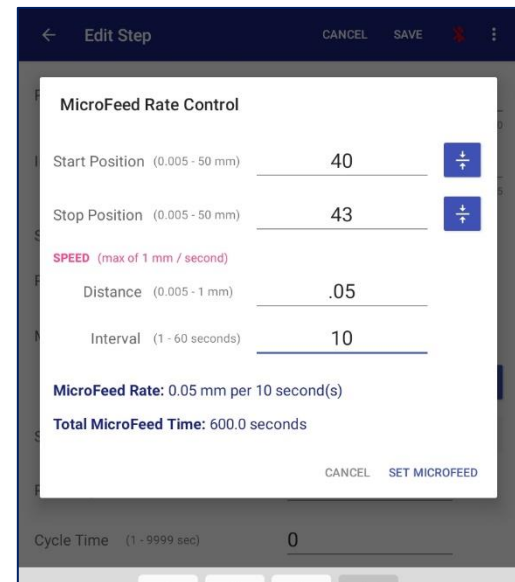 Edit Step CANCEL SAVE
MicroFeed Rate Control
Start Position (0.005 - 50 mm) 40
Stop Position (0.005 - 50 mm) 43
SPEED (max of 1 mm / second)
Distance (0.005 - 1 mm) .05
Interval (1 - 60 seconds) 10
MicroFeed Rate: 0.05 mm per 10 second(s)
Total MicroFeed Time: 600.0 seconds
CANCEL SET MICROFEED
Cycle Time (1 - 9999 sec) 0